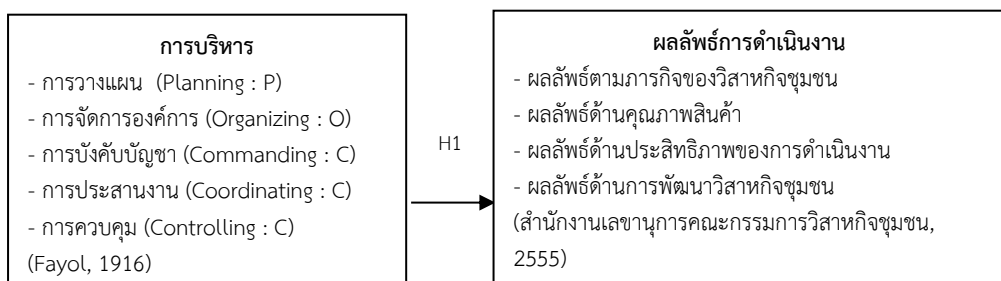 การบริหาร
- การวางแผน (Planning : P)
- การจัดการองค์การ (Organizing : O)
- การบังคับบัญชา (Commanding : C)
- การประสานงาน (Coordinating : C)
- การควบคุม (Controlling : C)
(Fayol, 1916)
H1
ผลลัพธ์การดำเนินงาน
- ผลลัพธ์ตามภารกิจของวิสาหกิจชุมชน
- ผลลัพธ์ด้านคุณภาพสินค้า
- ผลลัพธ์ด้านประสิทธิภาพของการดำเนินงาน
- ผลลัพธ์ด้านการพัฒนาวิสาหกิจชุมชน
(สำนักงานเลขานุการคณะกรรมการวิสาหกิจชุมชน,
2555)